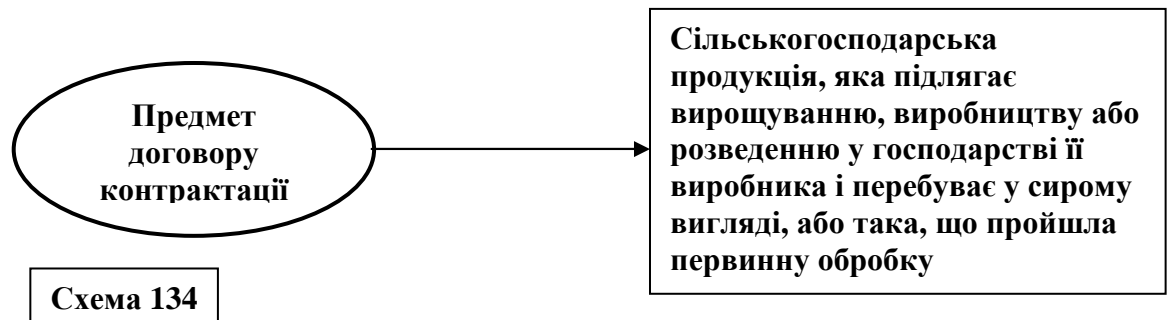 Предмет
договору
контрактації
Сільськогосподарська
продукція, яка підлягає
вирощуванню, виробництву або
розведенню у господарстві її
виробника і перебуває у сирому
вигляді, або така, що пройшла
первинну обробку
Схема 134